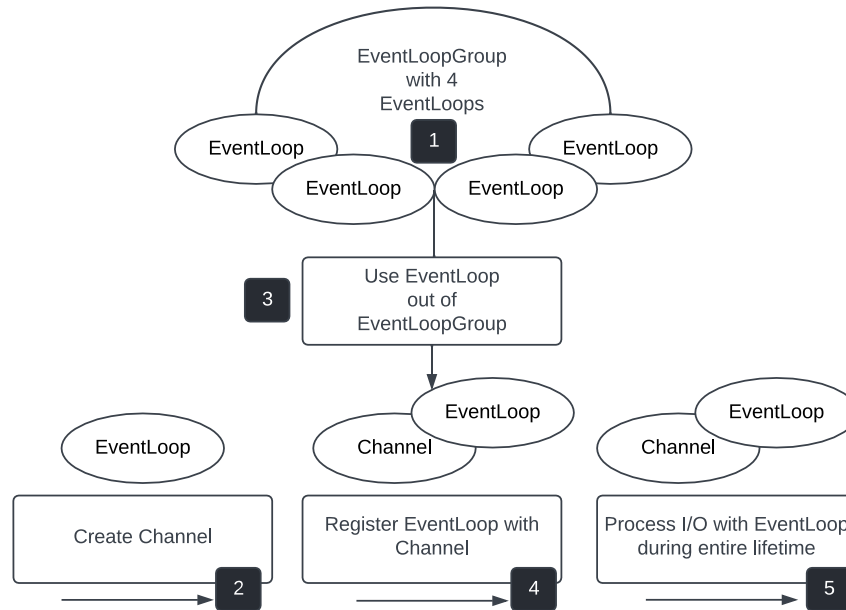 EventLoopGroup
with 4
EventLoops
1
EventLoop
EventLoop
EventLoop
EventLoop
3
Use EventLoop
out of
EventLoopGroup
EventLoop
Channel
EventLoop
Channel
EventLoop
Create Channel
2
Register EventLoop with
Channel
4
Process I/O with EventLoop
during entire lifetime
5